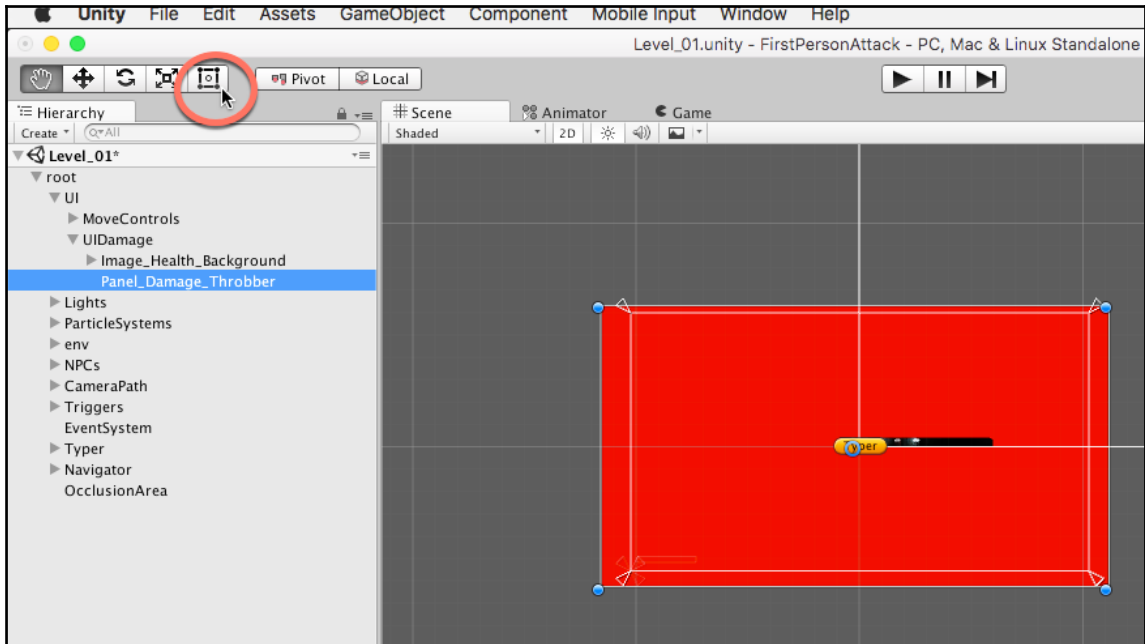 Unity File Edit Assets GameObject Component Mobile Input Window Help
Level_01.unity - FirstPersonAttack - PC, Mac & Linux Standalone
Pivot Local
Hierarchy
Scene Animator Game
Create All
Shaded 2D
Level_01*
root
UI
MoveControls
UIDamage
Image_Health_Background
Panel_Damage_Throbber
Lights
ParticleSystems
env
NPCs
CameraPath
Triggers
EventSystem
Typer
Typer
Navigator
OcclusionArea